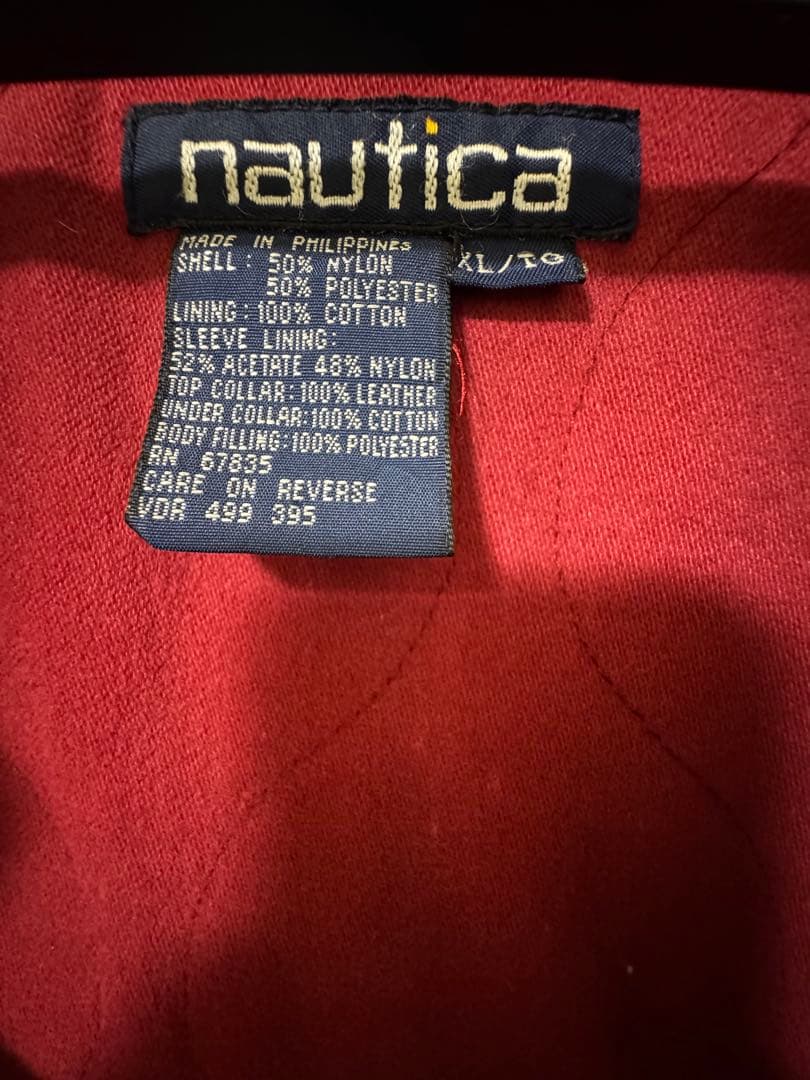 nautica
XL/TG
MADE IN PHILIPPINES
SHELL: 50% NYLON
50% POLYESTER
LINING: 100% COTTON
SLEEVE LINING:
52% ACETATE 48% NYLON
TOP COLLAR: 100% LEATHER
UNDER COLLAR: 100% COTTON
BODY FILLING: 100% POLYESTER
RN 67835
CARE ON REVERSE
VDR 499 395